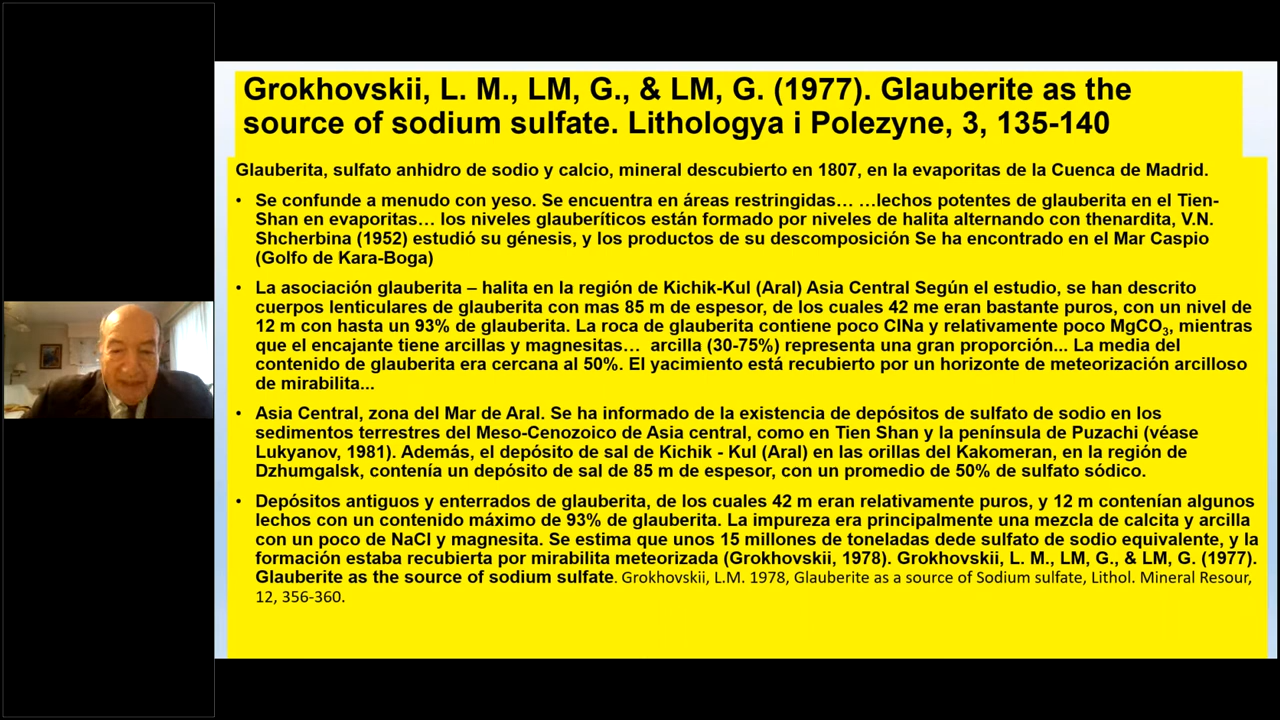 Grokhovskii, L. M., LM, G., & LM, G. (1977). Glauberite as the
source of sodium sulfate. Lithologya i Polezyne, 3, 135-140
Glauberita, sulfato anhidro de sodio y calcio, mineral descubierto en 1807, en la evaporitas de la Cuenca de Madrid.
• Se confunde a menudo con yeso. Se encuentra en áreas restringidas… …lechos potentes de glauberita en el Tien-
Shan en evaporitas… los niveles glauberíticos están formado por niveles de halita alternando con thenardita, V.N.
Shcherbina (1952) estudió su génesis, y los productos de su descomposición Se ha encontrado en el Mar Caspio
(Golfo de Kara-Boga)
• La asociación glauberita – halita en la región de Kichik-Kul (Aral) Asia Central Según el estudio, se han descrito
cuerpos lenticulares de glauberita con mas 85 m de espesor, de los cuales 42 me eran bastante puros, con un nivel de
12 m con hasta un 93% de glauberita. La roca de glauberita contiene poco ClNa y relativamente poco MgCO3, mientras
que el encajante tiene arcillas y magnesitas… arcilla (30-75%) representa una gran proporción... La media del
contenido de glauberita era cercana al 50%. El yacimiento está recubierto por un horizonte de meteorización arcilloso
de mirabilita...
• Asia Central, zona del Mar de Aral. Se ha informado de la existencia de depósitos de sulfato de sodio en los
sedimentos terrestres del Meso-Cenozoico de Asia central, como en Tien Shan y la península de Puzachi (véase
Lukyanov, 1981). Además, el depósito de sal de Kichik - Kul (Aral) en las orillas del Kakomeran, en la región de
Dzhumgalsk, contenía un depósito de sal de 85 m de espesor, con un promedio de 50% de sulfato sódico.
• Depósitos antiguos y enterrados de glauberita, de los cuales 42 m eran relativamente puros, y 12 m contenían algunos
lechos con un contenido máximo de 93% de glauberita. La impureza era principalmente una mezcla de calcita y arcilla
con un poco de NaCl y magnesita. Se estima que unos 15 millones de toneladas dede sulfato de sodio equivalente, y la
formación estaba recubierta por mirabilita meteorizada (Grokhovskii, 1978). Grokhovskii, L. M., LM, G., & LM, G. (1977).
Glauberite as the source of sodium sulfate. Grokhovskii, L.M. 1978, Glauberite as a source of Sodium sulfate, Lithol. Mineral Resour,
12, 356-360.